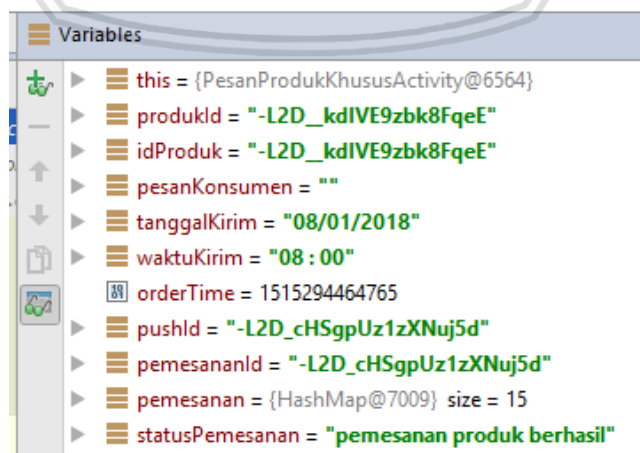 Variables
this = {PesanProdukKhususActivity@6564}
produkId = "-L2D__kdIVE9zbk8FqeE"
idProduk = "-L2D__kdIVE9zbk8FqeE"
pesanKonsumen = ""
tanggalKirim = "08/01/2018"
waktuKirim = "08 : 00"
orderTime = 1515294464765
pushId = "-L2D_cHSgpUz1zXNuj5d"
pemesananId = "-L2D_cHSgpUz1zXNuj5d"
pemesanan = {HashMap@7009} size = 15
statusPemesanan = "pemesanan produk berhasil"